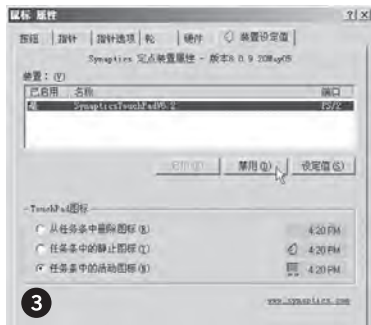 鼠标 属性
按钮 指针 指针选项 轮 硬件 装置设定值
Synaptics 定点装置属性 - 版本8.0.9 20May05
装置：(V)
已启用 名称 端口
是 SynapticsTouchPadV6.2 PS/2
启用(E) 禁用(D) 设定值(S)
TouchPad图标
从任务条中删除图标(R) 4:20 PM
任务条中的静止图标(T) 4:20 PM
任务条中的活动图标(N) 4:20 PM
3
www.synaptics.com